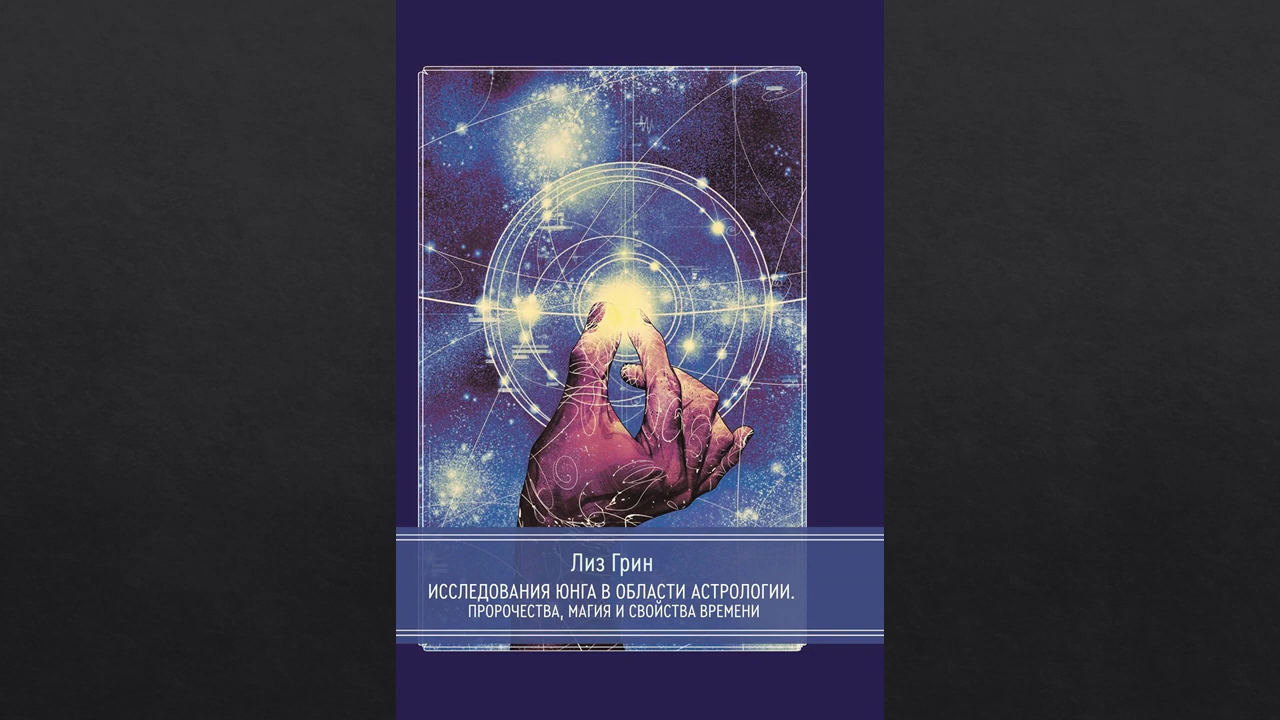 Лиз Грин
ИССЛЕДОВАНИЯ ЮНГА В ОБЛАСТИ АСТРОЛОГИИ.
ПРОРОЧЕСТВА, МАГИЯ И СВОЙСТВА ВРЕМЕНИ